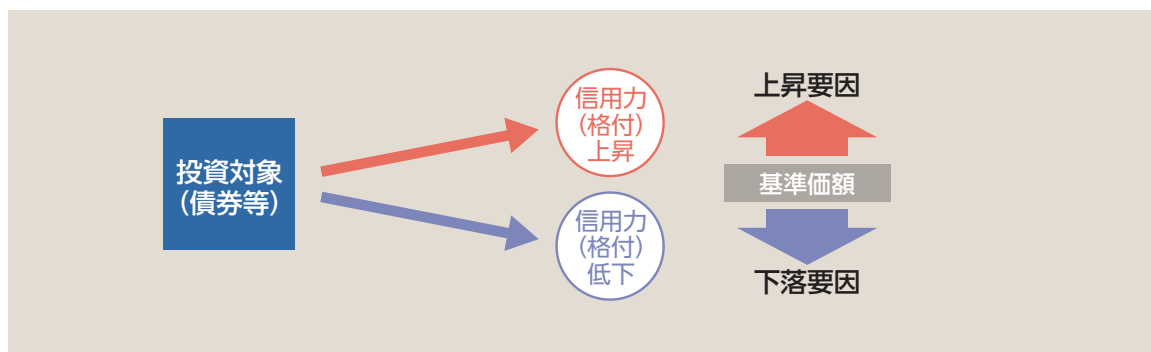 投資対象
（債券等）
信用力
（格付）
上昇
信用力
（格付）
低下
上昇要因
基準価額
下落要因